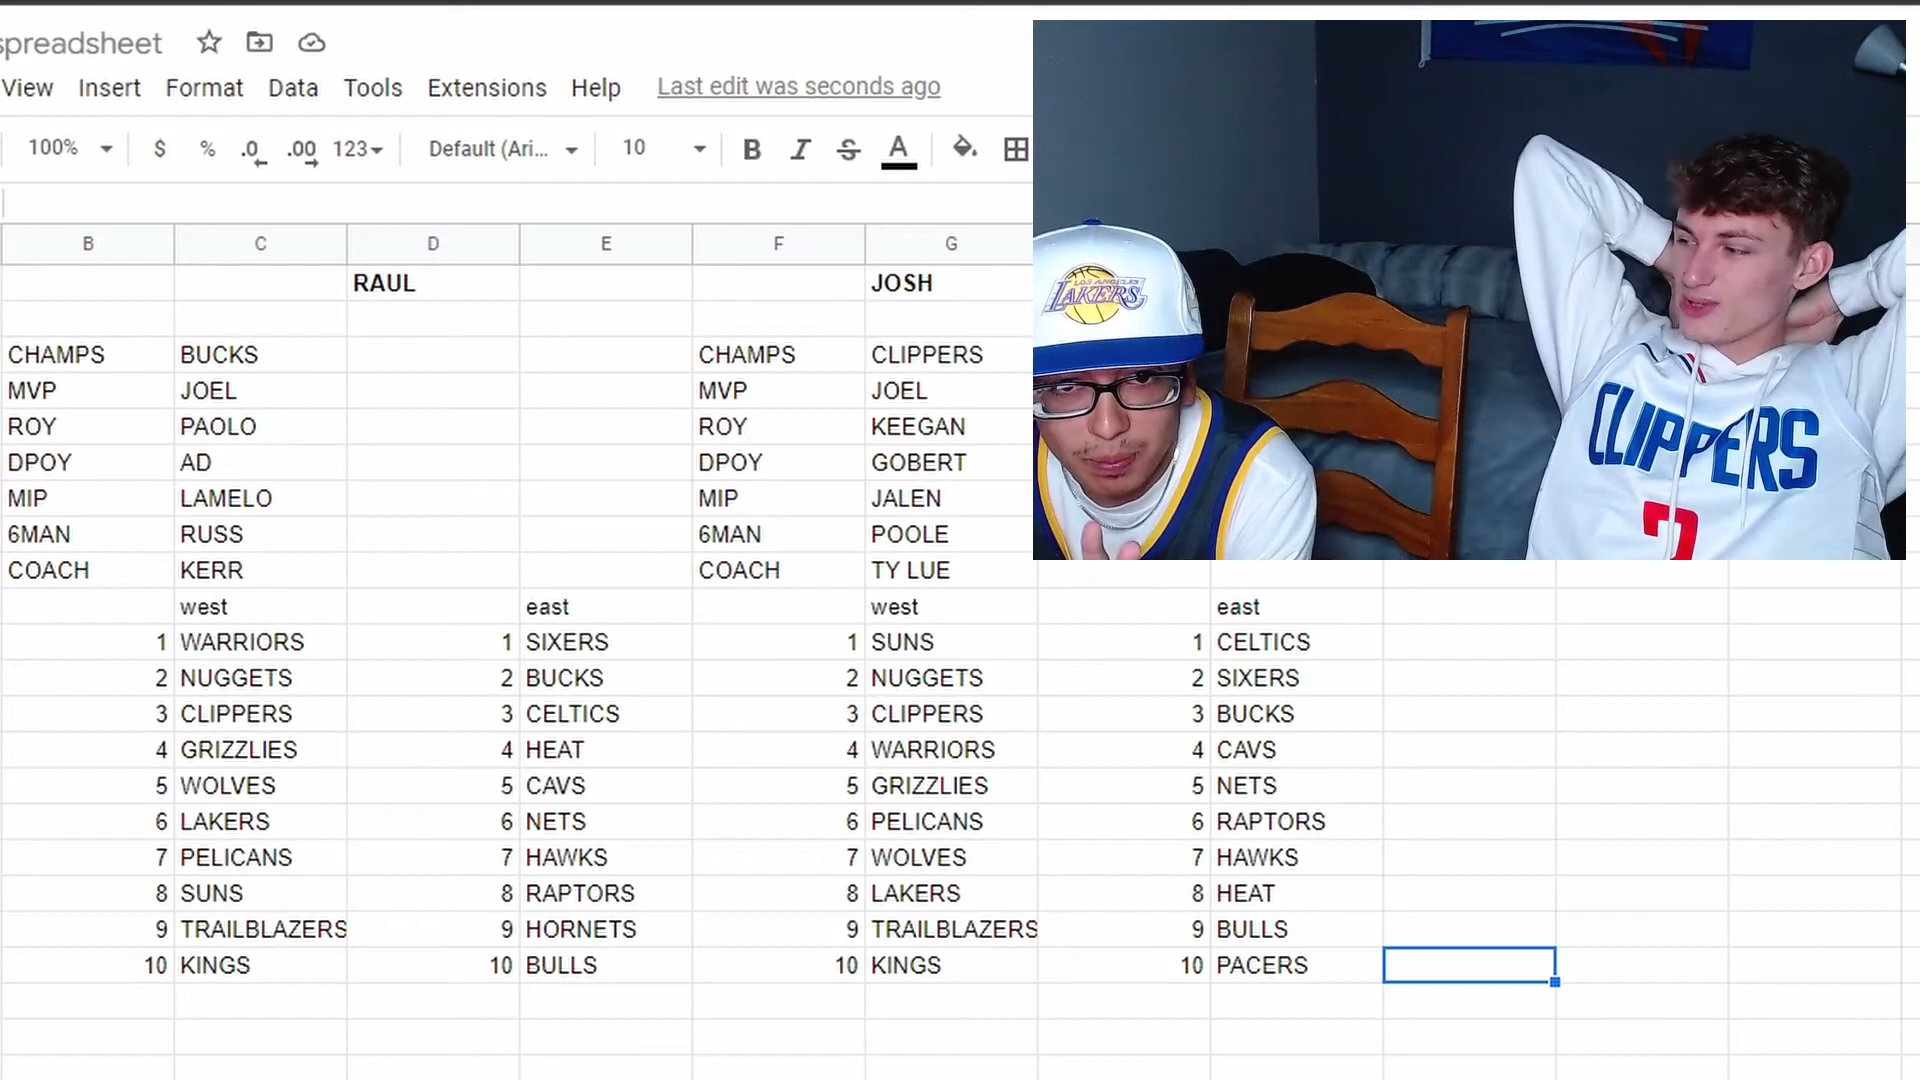 spreadsheet
View Insert Format Data Tools Extensions Help Last edit was seconds ago
100% $ % .0 .00 123 Default (Ari... 10 B I S A
B C D E F G
RAUL JOSH
CHAMPS BUCKS CHAMPS CLIPPERS
MVP JOEL MVP JOEL
ROY PAOLO ROY KEEGAN
DPOY AD DPOY GOBERT
MIP LAMELO MIP JALEN
6MAN RUSS 6MAN POOLE
COACH KERR COACH TY LUE
west east west east
1 WARRIORS 1 SIXERS 1 SUNS 1 CELTICS
2 NUGGETS 2 BUCKS 2 NUGGETS 2 SIXERS
3 CLIPPERS 3 CELTICS 3 CLIPPERS 3 BUCKS
4 GRIZZLIES 4 HEAT 4 WARRIORS 4 CAVS
5 WOLVES 5 CAVS 5 GRIZZLIES 5 NETS
6 LAKERS 6 NETS 6 PELICANS 6 RAPTORS
7 PELICANS 7 HAWKS 7 WOLVES 7 HAWKS
8 SUNS 8 RAPTORS 8 LAKERS 8 HEAT
9 TRAILBLAZERS 9 HORNETS 9 TRAILBLAZERS 9 BULLS
10 KINGS 10 BULLS 10 KINGS 10 PACERS
LOS ANGELES
LAKERS
CLIPPERS